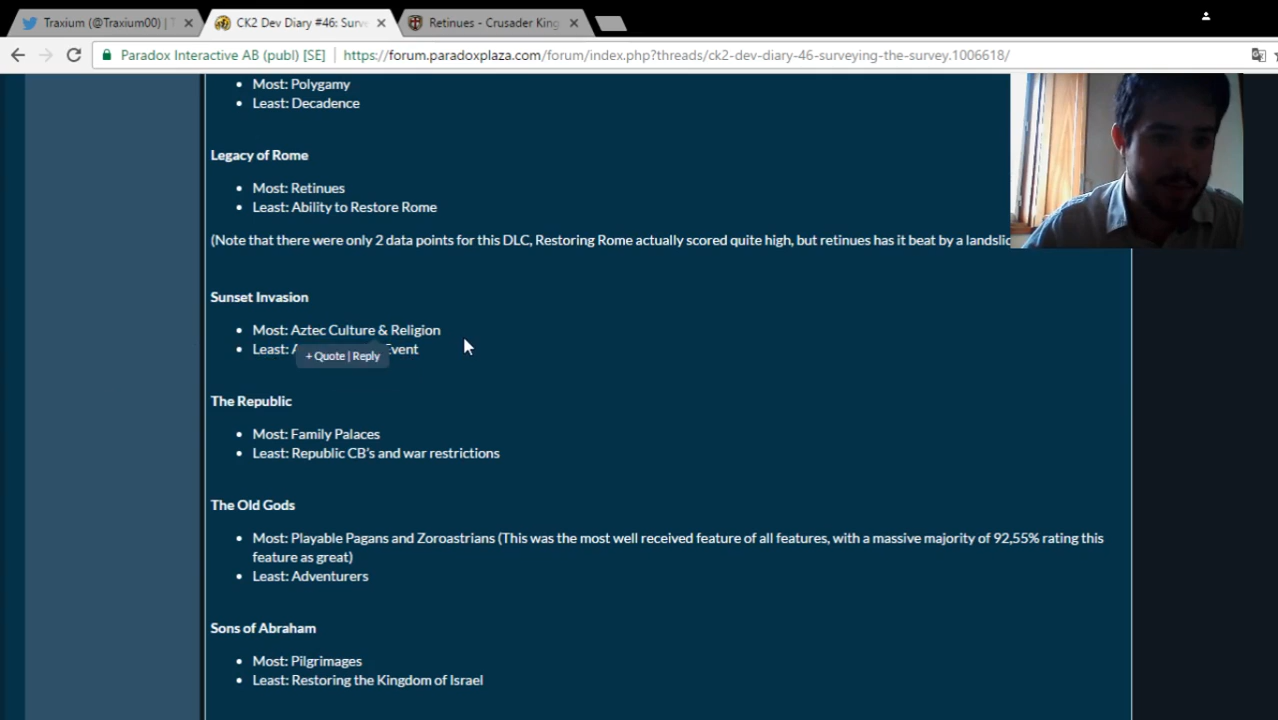 Traxium (@Traxium00) | T
CK2 Dev Diary #46: Surve
Retinues - Crusader King
Paradox Interactive AB (publ) [SE]
https://forum.paradoxplaza.com/forum/index.php?threads/ck2-dev-diary-46-surveying-the-survey.1006618/
Most: Polygamy
Least: Decadence
Legacy of Rome
Most: Retinues
Least: Ability to Restore Rome
(Note that there were only 2 data points for this DLC, Restoring Rome actually scored quite high, but retinues has it beat by a
Sunset Invasion
Most: Aztec Culture & Religion
Least: Event
+ Quote | Reply
The Republic
Most: Family Palaces
Least: Republic CB's and war restrictions
The Old Gods
Most: Playable Pagans and Zoroastrians (This was the most well received feature of all features, with a massive majority of 92,55% rating this
feature as great)
Least: Adventurers
Sons of Abraham
Most: Pilgrimages
Least: Restoring the Kingdom of Israel